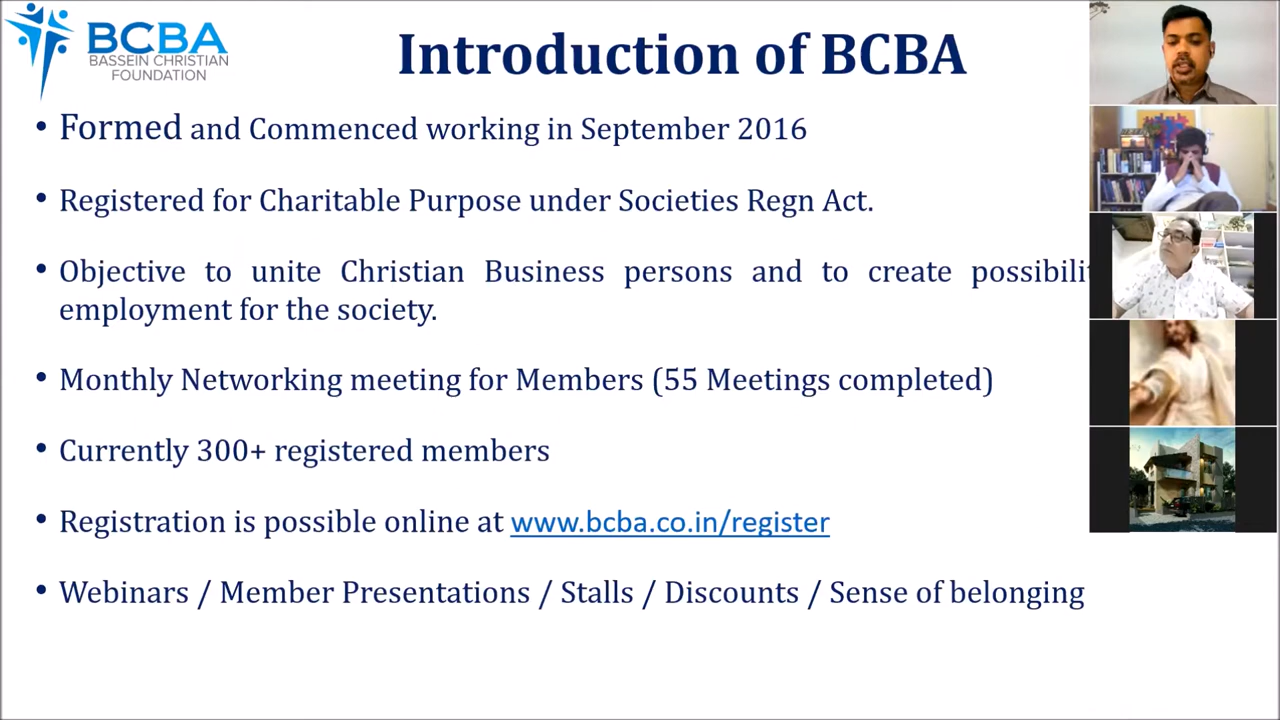 BCBA
BASSEIN CHRISTIAN
FOUNDATION
Introduction of BCBA
• Formed and Commenced working in September 2016
• Registered for Charitable Purpose under Societies Regn Act.
• Objective to unite Christian Business persons and to create
employment for the society.
• Monthly Networking meeting for Members (55 Meetings completed)
• Currently 300+ registered members
• Registration is possible online at www.bcba.co.in/register
• Webinars / Member Presentations / Stalls / Discounts / Sense of belonging